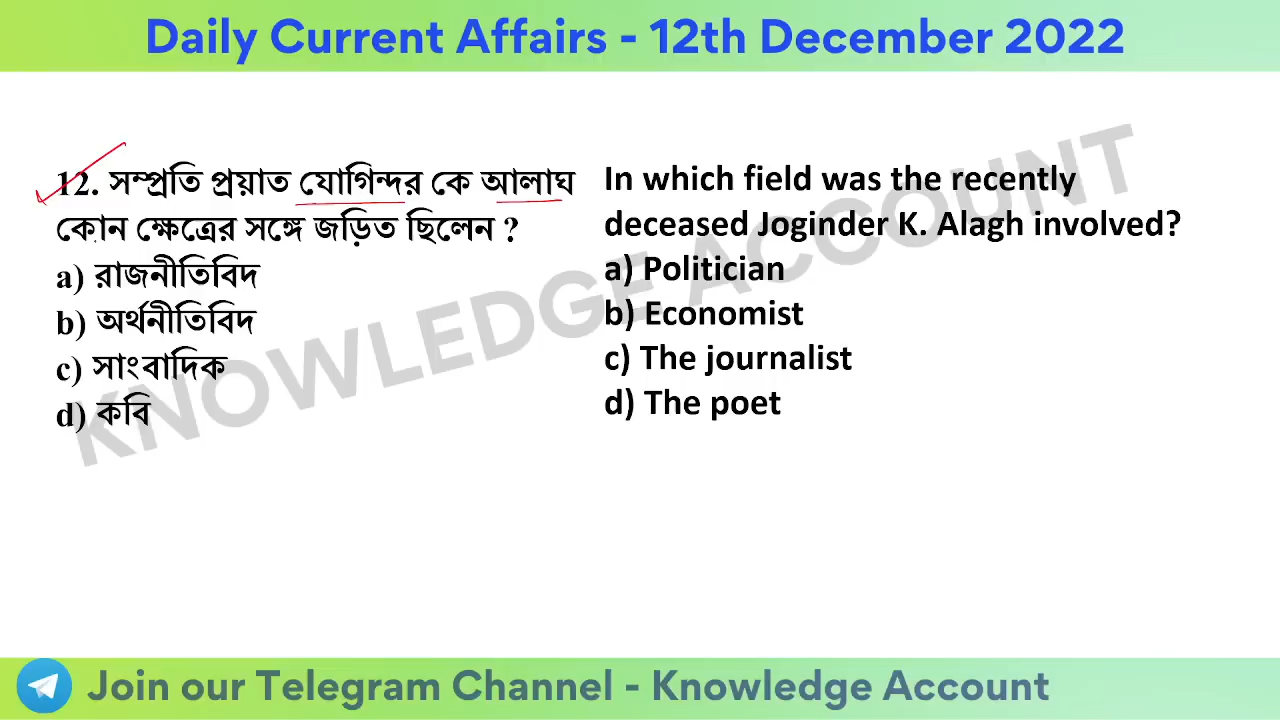 Daily Current Affairs - 12th December 2022
12. সম্প্রতি প্রয়াত যোগিন্দর কে আলাঘ
কোন ক্ষেত্রের সঙ্গে জড়িত ছিলেন ?
a) রাজনীতিবিদ
b) অর্থনীতিবিদ
c) সাংবাদিক
d) কবি
In which field was the recently
deceased Joginder K. Alagh involved?
a) Politician
b) Economist
c) The journalist
d) The poet
KNOWLEDGE ACCOUNT
Join our Telegram Channel - Knowledge Account